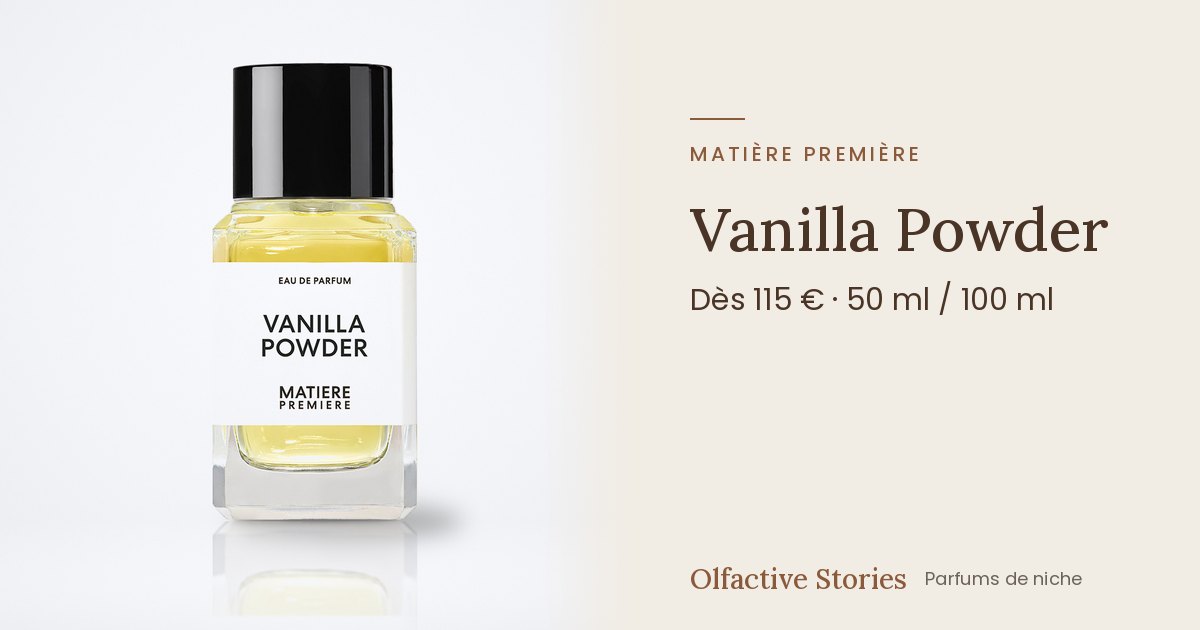 EAU DE PARFUM
VANILLA
POWDER
MATIERE
PREMIERE
MATIÈRE PREMIÈRE
Vanilla Powder
Dès 115 € · 50 ml / 100 ml
Olfactive Stories Parfums de niche